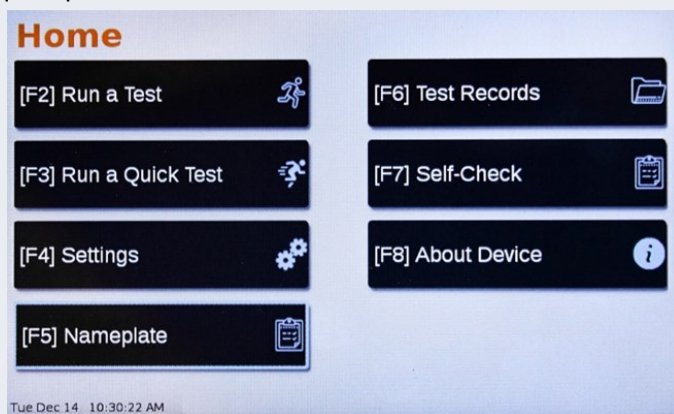 Home
[F2] Run a Test
[F3] Run a Quick Test
[F4] Settings
[F5] Nameplate
[F6] Test Records
[F7] Self-Check
[F8] About Device
i
Tue Dec 14 10:30:22 AM